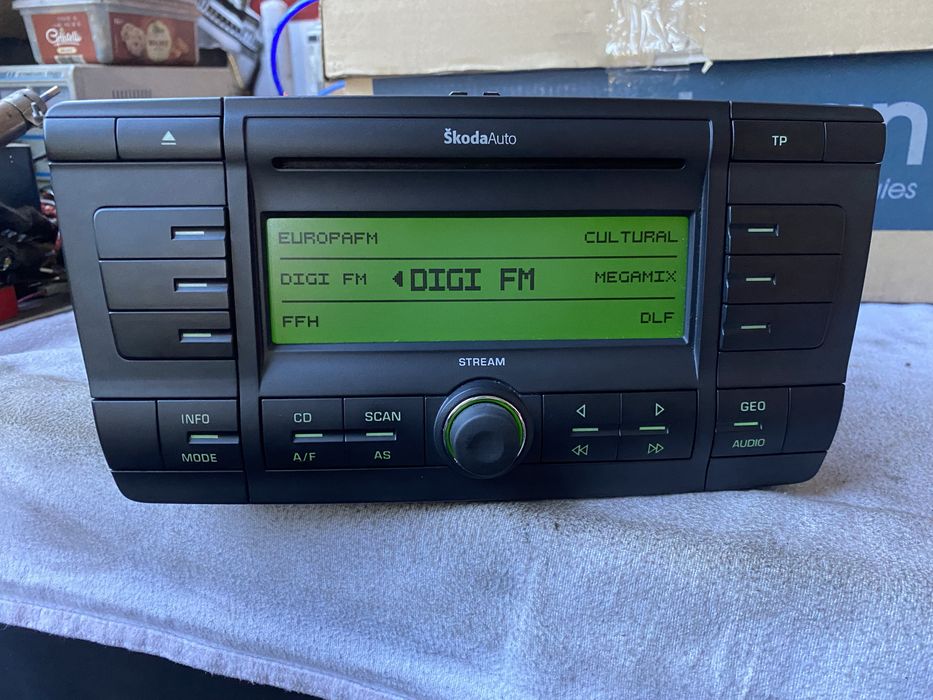 Gelatelli
ŠkodaAuto
TP
EUROPAFM
CULTURAL
DIGI FM
DIGI FM
MEGAMIX
FFH
DLF
STREAM
INFO
MODE
CD
A/F
SCAN
AS
GEO
AUDIO